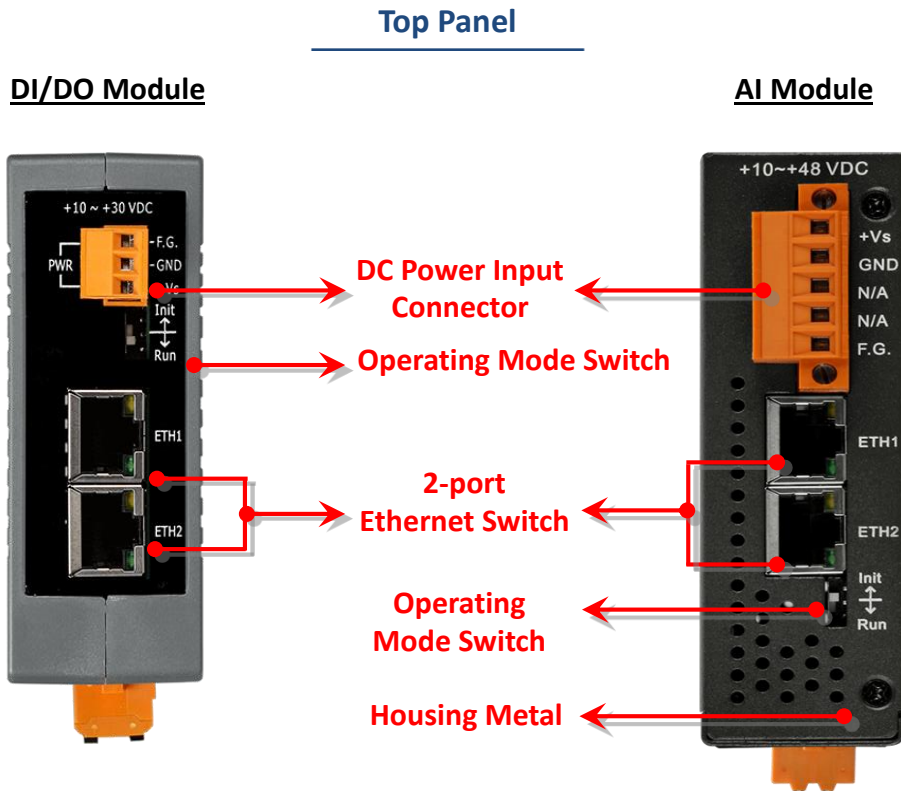 Top Panel
DI/DO Module
AI Module
+10 ~ +30 VDC
PWR
F.G.
GND
Vs
Init
Run
ETH1
ETH2
DC Power Input
Connector
Operating Mode Switch
2-port
Ethernet Switch
Operating
Mode Switch
Housing Metal
+10~+48 VDC
+Vs
GND
N/A
N/A
F.G.
ETH1
ETH2
Init
Run